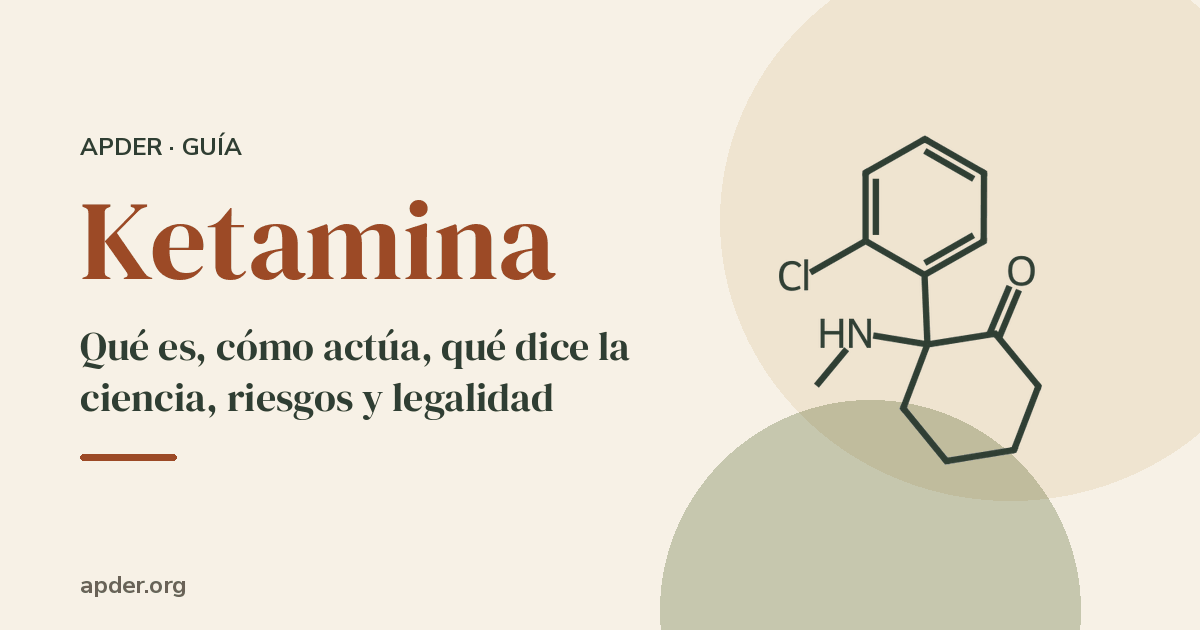 APDER · GUÍA
Ketamina
Qué es, cómo actúa, qué dice la
ciencia, riesgos y legalidad
Cl
HN
O
apder.org